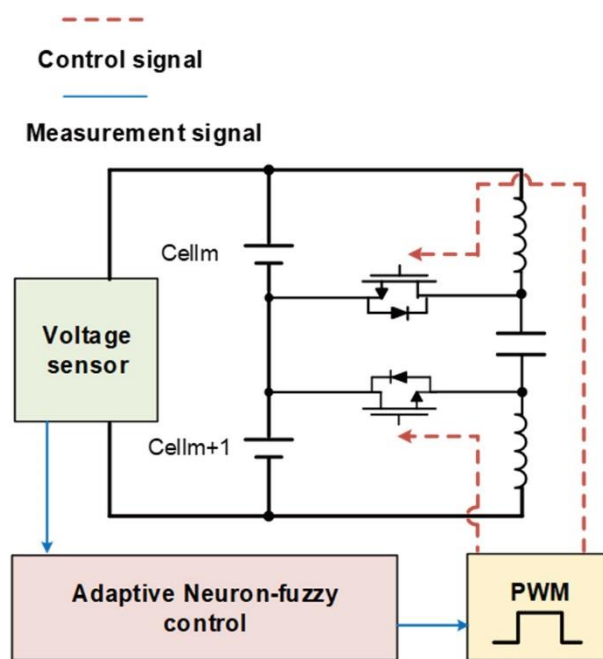 Control signal
Measurement signal
Cellm
Voltage
sensor
Cellm+1
Adaptive Neuron-fuzzy
control
PWM